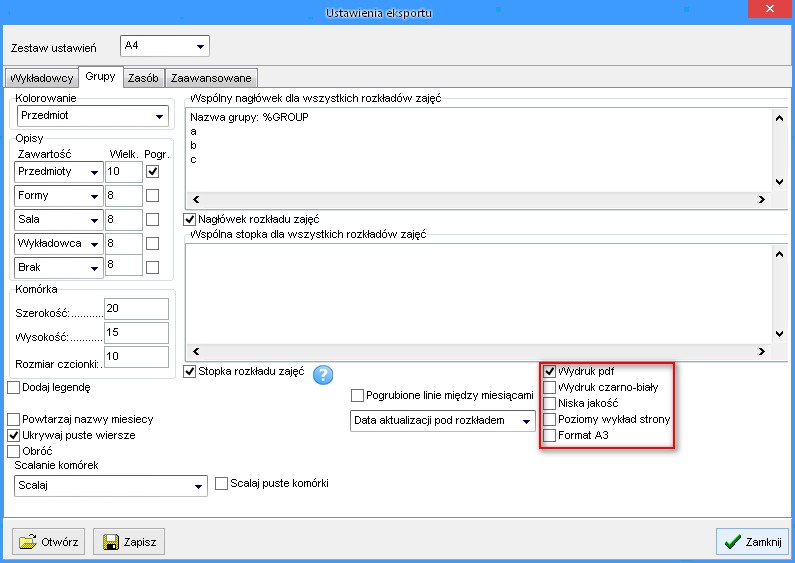 Ustawienia eksportu
Zestaw ustawień
A4
Wykładowcy
Grupy
Zasób
Zaawansowane
Kolorowanie
Przedmiot
Opisy
Zawartość Wielk. Pogr.
Przedmioty 10
Formy 8
Sala 8
Wykładowca 8
Brak 8
Komórka
Szerokość:........... 20
Wysokość:........... 15
Rozmiar czcionki:. 10
Dodaj legendę
Powtarzaj nazwy miesiecy
Ukrywaj puste wiersze
Obróć
Scalanie komórek
Scalaj
Scalaj puste komórki
Wspólny nagłówek dla wszystkich rozkładów zajęć
Nazwa grupy: %GROUP
a
b
c
Nagłówek rozkładu zajęć
Wspólna stopka dla wszystkich rozkładów zajęć
Stopka rozkładu zajęć
?
Pogrubione linie między miesiącami
Data aktualizacji pod rozkładem
Wydruk pdf
Wydruk czarno-biały
Niska jakość
Poziomy wykład strony
Format A3
Otwórz
Zapisz
Zamknij